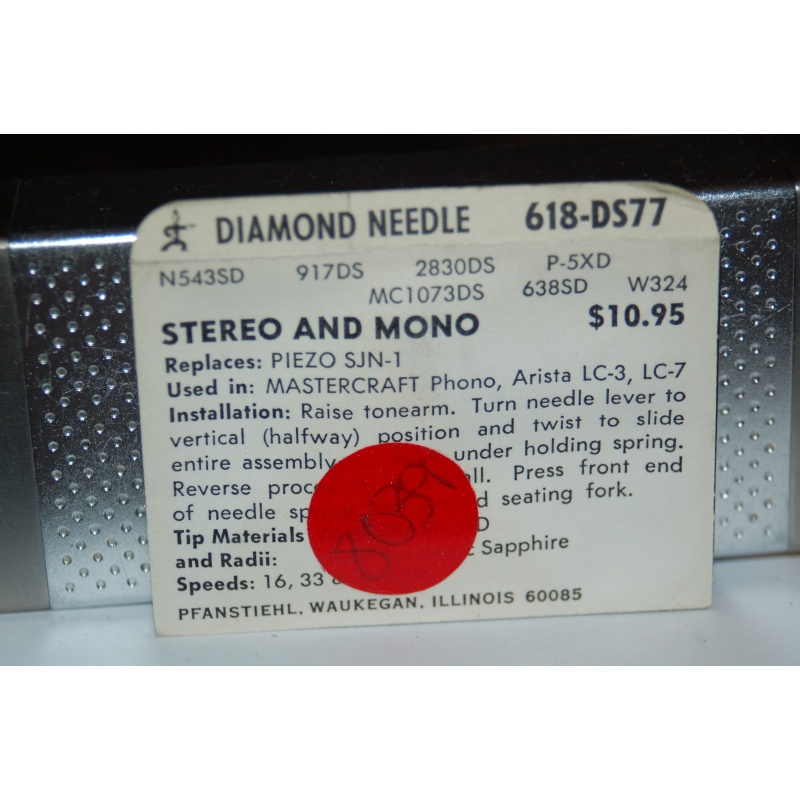 DIAMOND NEEDLE 618-DS77
N543SD 917DS 2830DS P-5XD
MC1073DS 638SD W324
STEREO AND MONO $10.95
Replaces: PIEZO SJN-1
Used in: MASTERCRAFT Phono, Arista LC-3, LC-7
Installation: Raise tonearm. Turn needle lever to
vertical (halfway) position and twist to slide
entire assembly under holding spring.
Reverse Press front end
of needle seating fork.
Tip Materials
and Radii: Sapphire
Speeds: 16, 33
PFANSTIEHL, WAUKEGAN, ILLINOIS 60085
8039